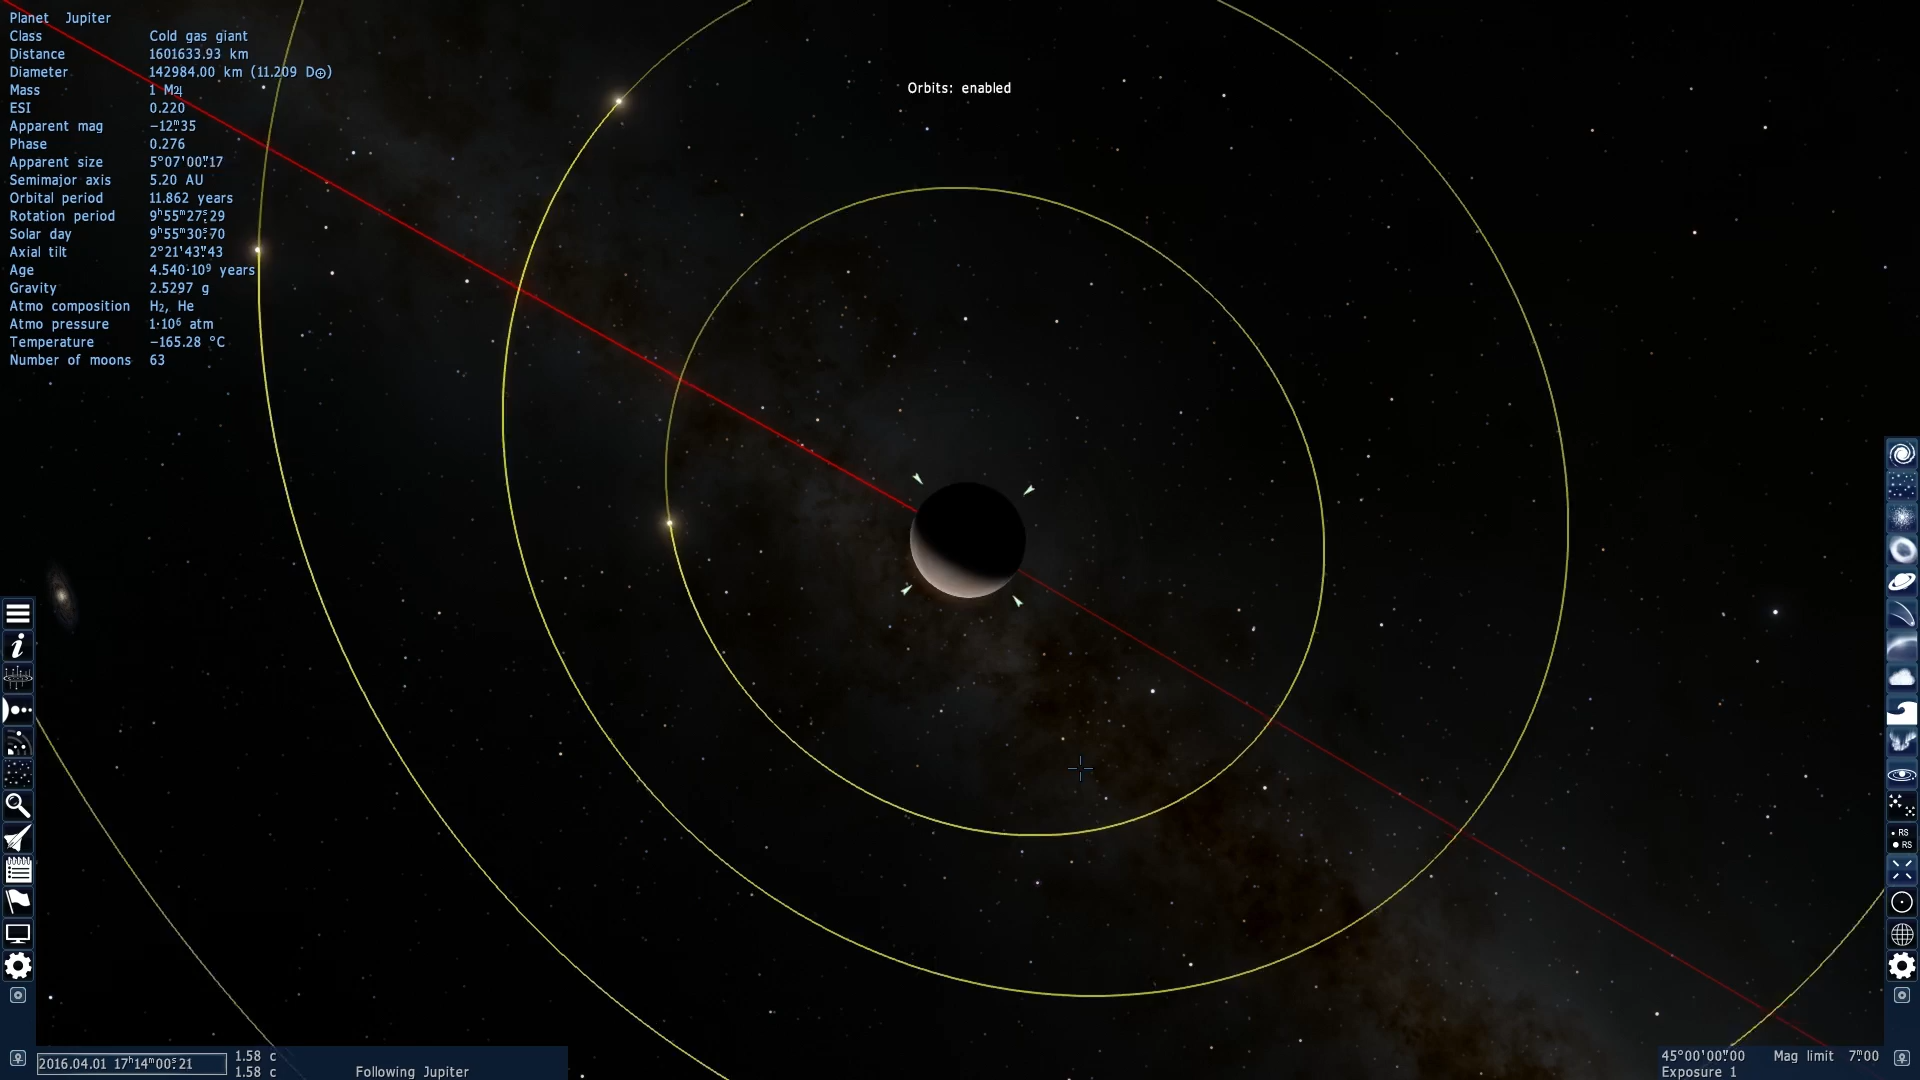 Planet Jupiter
Class Cold gas giant
Distance 1601633.93 km
Diameter 142984.00 km (11.209 D⊕)
Mass 1 M♃
ESI 0.220
Apparent mag −12ᵐ.35
Phase 0.276
Apparent size 5°07'00".17
Semimajor axis 5.20 AU
Orbital period 11.862 years
Rotation period 9ʰ55ᵐ27ˢ.29
Solar day 9ʰ55ᵐ30ˢ.70
Axial tilt 2°21'43".43
Age 4.540·10⁹ years
Gravity 2.5297 g
Atmo composition H₂, He
Atmo pressure 1·10⁶ atm
Temperature −165.28 °C
Number of moons 63
Orbits: enabled
RS
RS
2016.04.01 17ʰ14ᵐ00ˢ.21
1.58 c
1.58 c
Following Jupiter
45°00'00".00 Mag limit 7ᵐ.00
Exposure 1